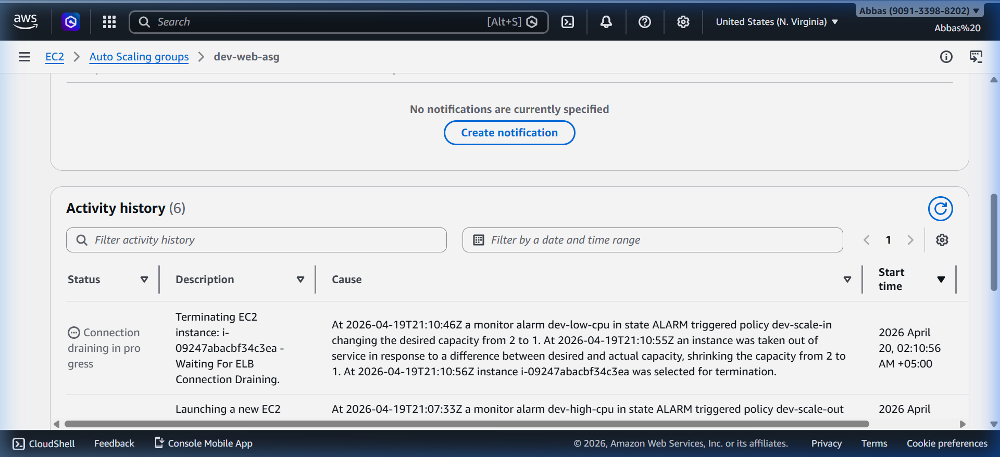 aws
Search
[Alt+S]
United States (N. Virginia)
Abbas (9091-3398-8202)
Abbas%20
EC2
Auto Scaling groups
dev-web-asg
No notifications are currently specified
Create notification
Activity history (6)
Filter activity history
Filter by a date and time range
1
Status
Description
Cause
Start
time
Connection
draining in pro
gress
Terminating EC2
instance: i-
09247abacbf34c3ea -
Waiting For ELB
Connection Draining.
At 2026-04-19T21:10:46Z a monitor alarm dev-low-cpu in state ALARM triggered policy dev-scale-in
changing the desired capacity from 2 to 1. At 2026-04-19T21:10:55Z an instance was taken out of
service in response to a difference between desired and actual capacity, shrinking the capacity from 2 to
1. At 2026-04-19T21:10:56Z instance i-09247abacbf34c3ea was selected for termination.
2026 April
20, 02:10:56
AM +05:00
Launching a new EC2
At 2026-04-19T21:07:33Z a monitor alarm dev-high-cpu in state ALARM triggered policy dev-scale-out
2026 April
CloudShell
Feedback
Console Mobile App
© 2026, Amazon Web Services, Inc. or its affiliates.
Privacy
Terms
Cookie preferences